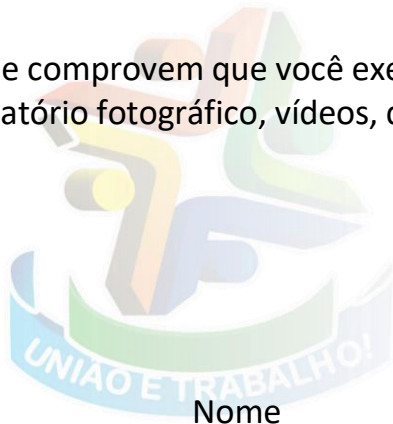 e comprovem que você exe
atório fotográfico, vídeos,
UNIÃO E TRABALHO!
Nome